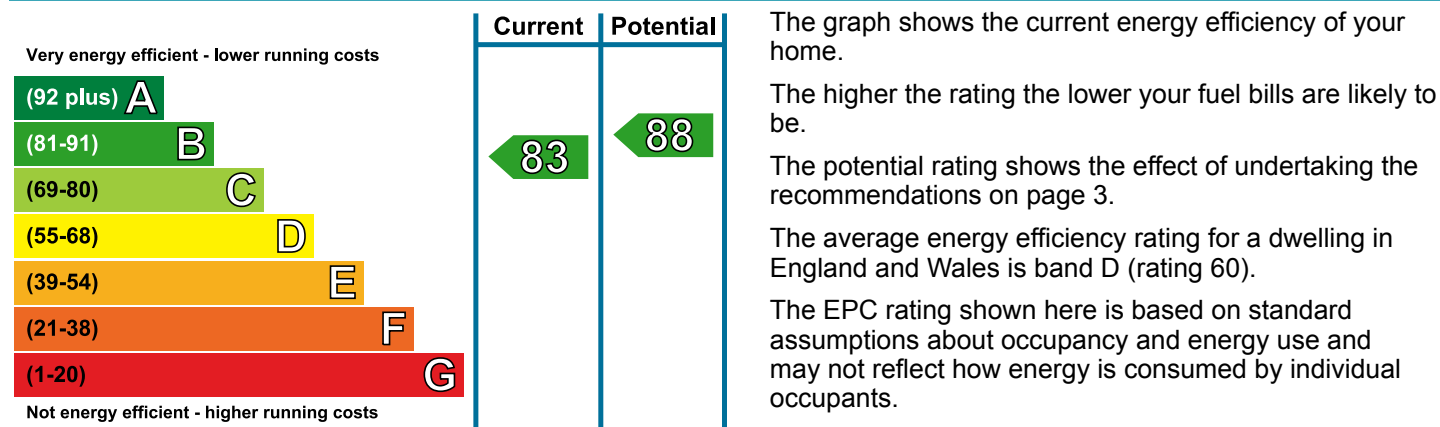 Current Potential
Very energy efficient - lower running costs
(92 plus) A
(81-91) B
(69-80) C
(55-68) D
(39-54) E
(21-38) F
(1-20) G
Not energy efficient - higher running costs
83
88
The graph shows the current energy efficiency of your
home.
The higher the rating the lower your fuel bills are likely to
be.
The potential rating shows the effect of undertaking the
recommendations on page 3.
The average energy efficiency rating for a dwelling in
England and Wales is band D (rating 60).
The EPC rating shown here is based on standard
assumptions about occupancy and energy use and
may not reflect how energy is consumed by individual
occupants.